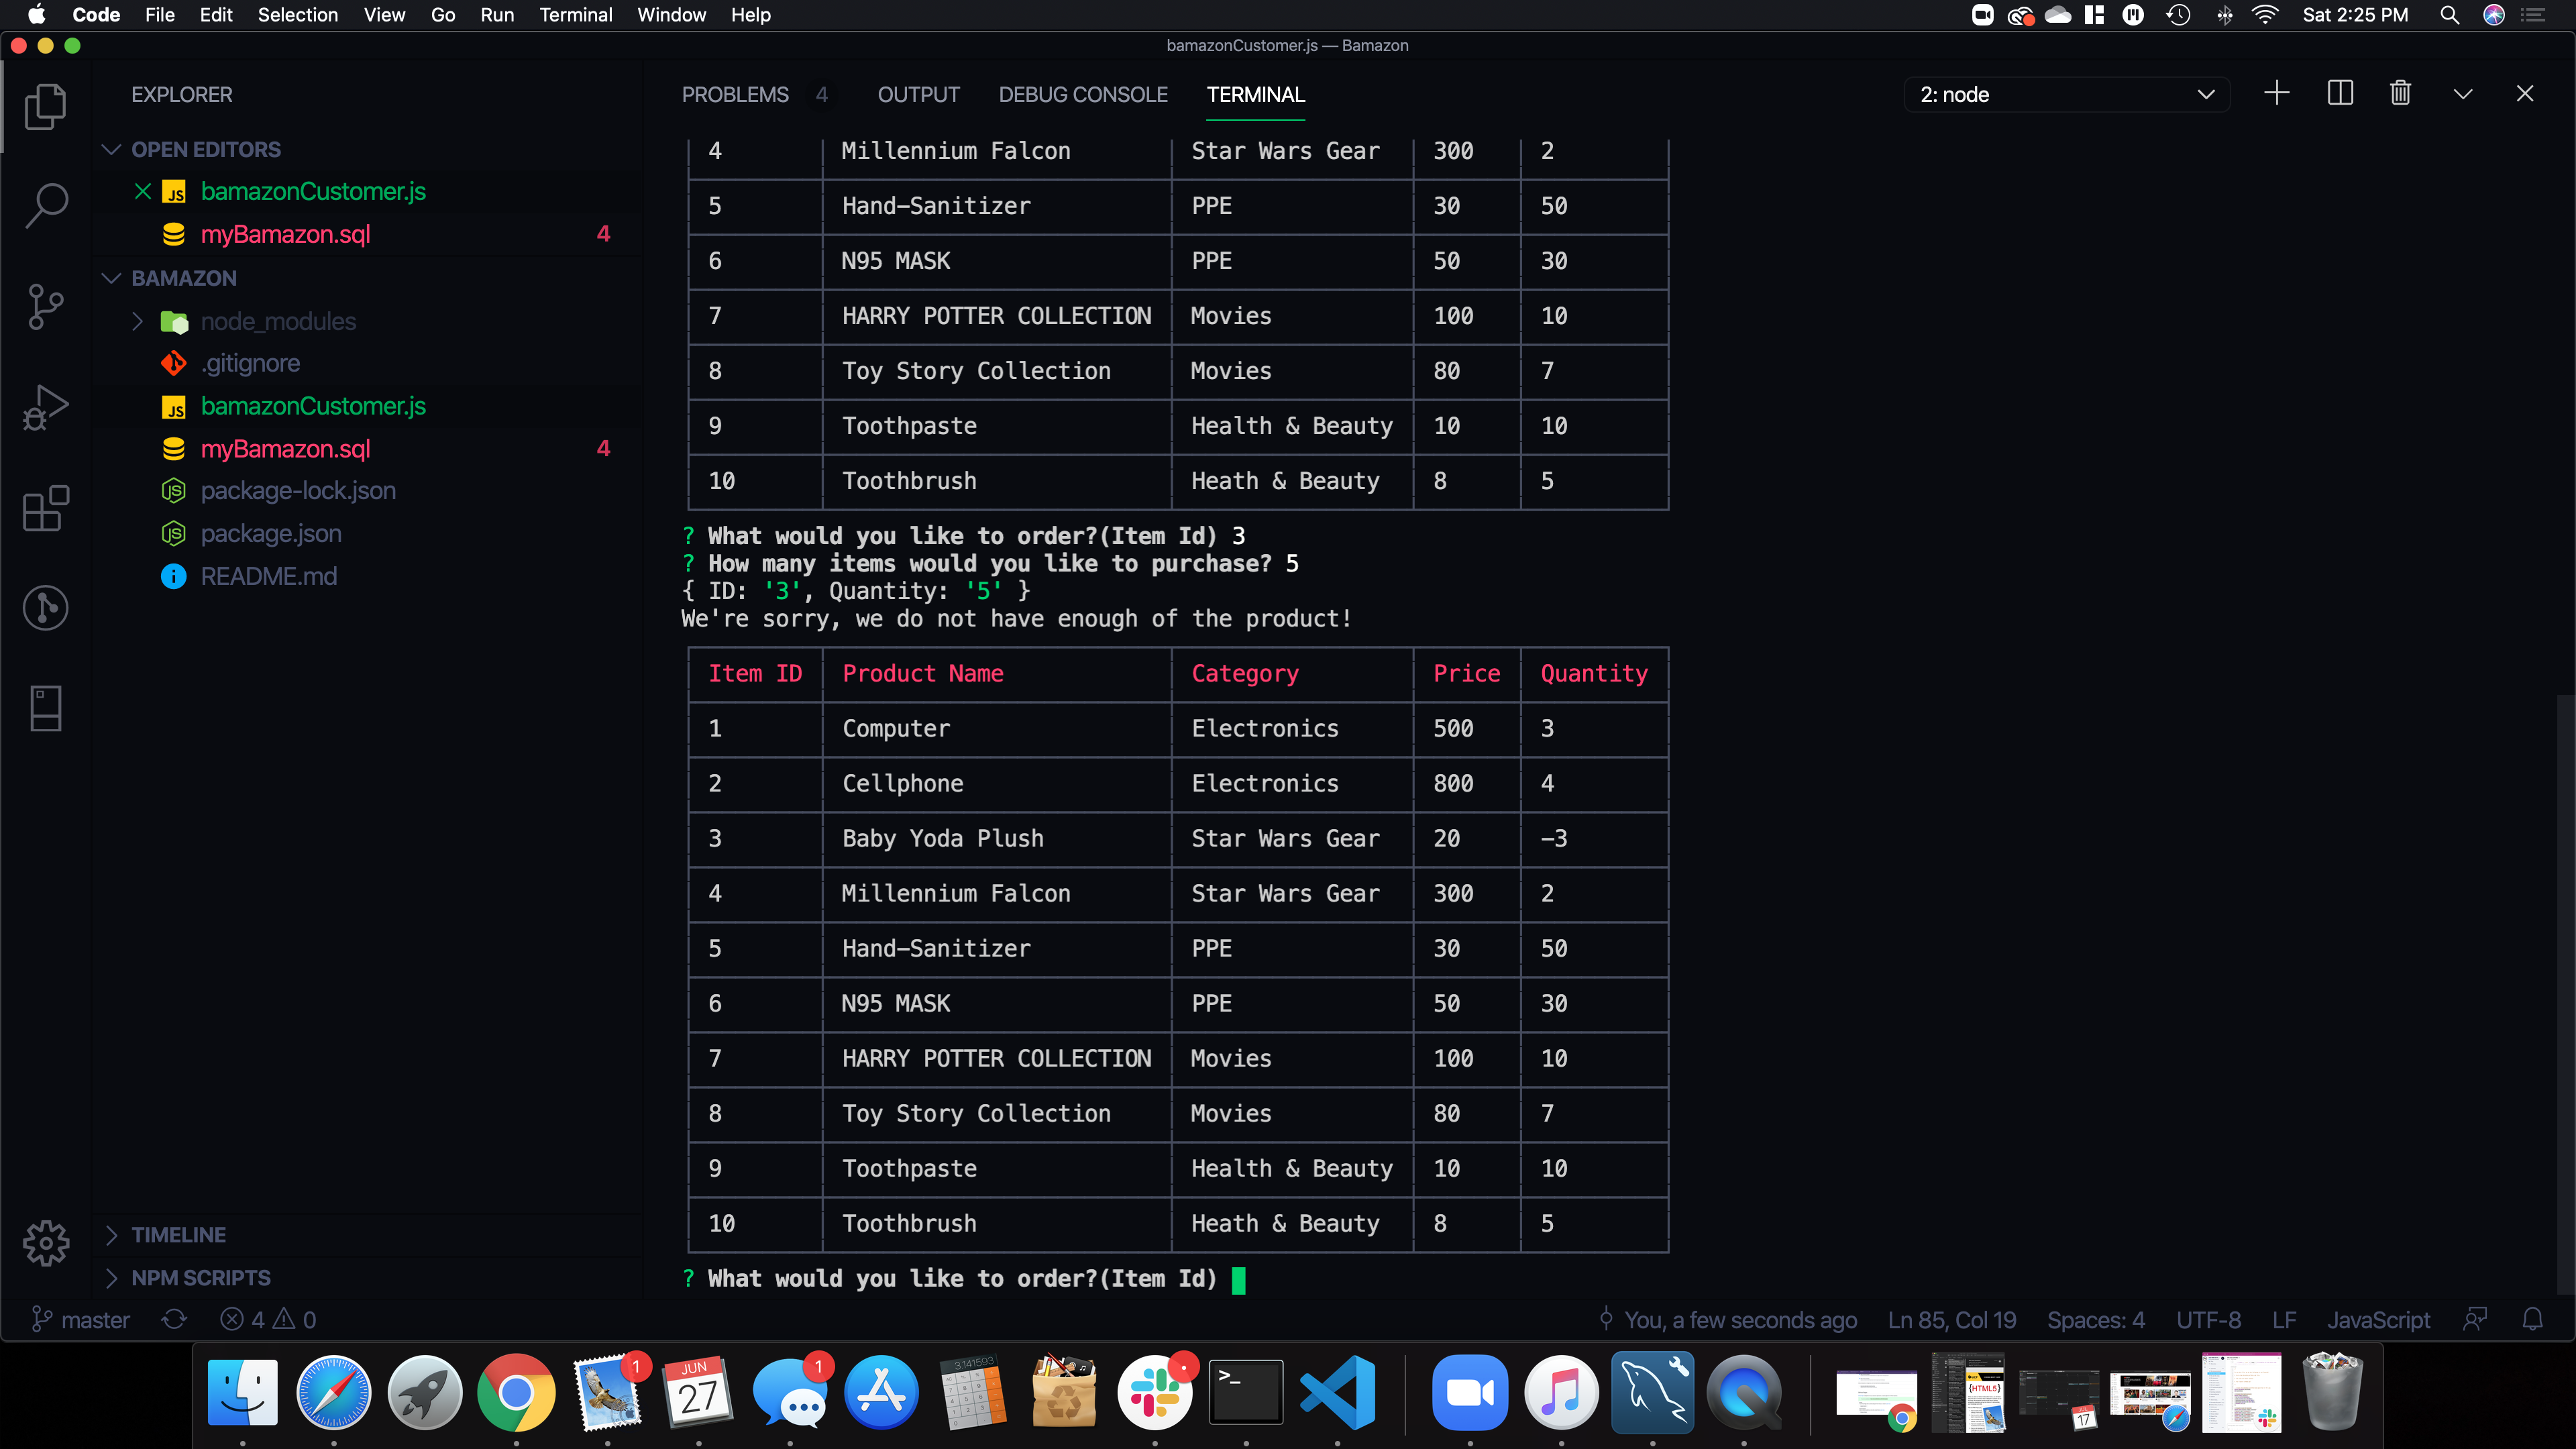 Code File Edit Selection View Go Run Terminal Window Help Sat 2:25 PM
bamazonCustomer.js — Bamazon
EXPLORER
OPEN EDITORS
JS bamazonCustomer.js
myBamazon.sql 4
BAMAZON
node_modules
.gitignore
JS bamazonCustomer.js
myBamazon.sql 4
package-lock.json
package.json
README.md
TIMELINE
NPM SCRIPTS
PROBLEMS 4 OUTPUT DEBUG CONSOLE TERMINAL 2: node
4 Millennium Falcon Star Wars Gear 300 2
5 Hand-Sanitizer PPE 30 50
6 N95 MASK PPE 50 30
7 HARRY POTTER COLLECTION Movies 100 10
8 Toy Story Collection Movies 80 7
9 Toothpaste Health & Beauty 10 10
10 Toothbrush Heath & Beauty 8 5
? What would you like to order?(Item Id) 3
? How many items would you like to purchase? 5
{ ID: '3', Quantity: '5' }
We're sorry, we do not have enough of the product!
Item ID Product Name Category Price Quantity
1 Computer Electronics 500 3
2 Cellphone Electronics 800 4
3 Baby Yoda Plush Star Wars Gear 20 -3
4 Millennium Falcon Star Wars Gear 300 2
5 Hand-Sanitizer PPE 30 50
6 N95 MASK PPE 50 30
7 HARRY POTTER COLLECTION Movies 100 10
8 Toy Story Collection Movies 80 7
9 Toothpaste Health & Beauty 10 10
10 Toothbrush Heath & Beauty 8 5
? What would you like to order?(Item Id)
master 4 0 You, a few seconds ago Ln 85, Col 19 Spaces: 4 UTF-8 LF JavaScript
1 JUN 27 1 3.141593 >_ {HTML5} 17